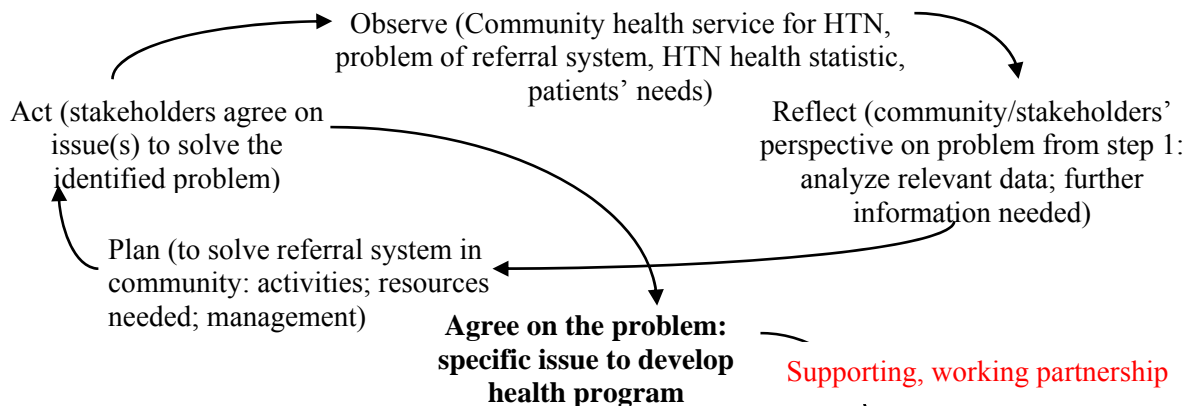 Observe (Community health service for HTN,
problem of referral system, HTN health statistic,
patients’ needs)
Act (stakeholders agree on
issue(s) to solve the
identified problem)
Reflect (community/stakeholders’
perspective on problem from step 1:
analyze relevant data; further
information needed)
Plan (to solve referral system in
community: activities; resources
needed; management)
Agree on the problem:
specific issue to develop
health program
Supporting, working partnership